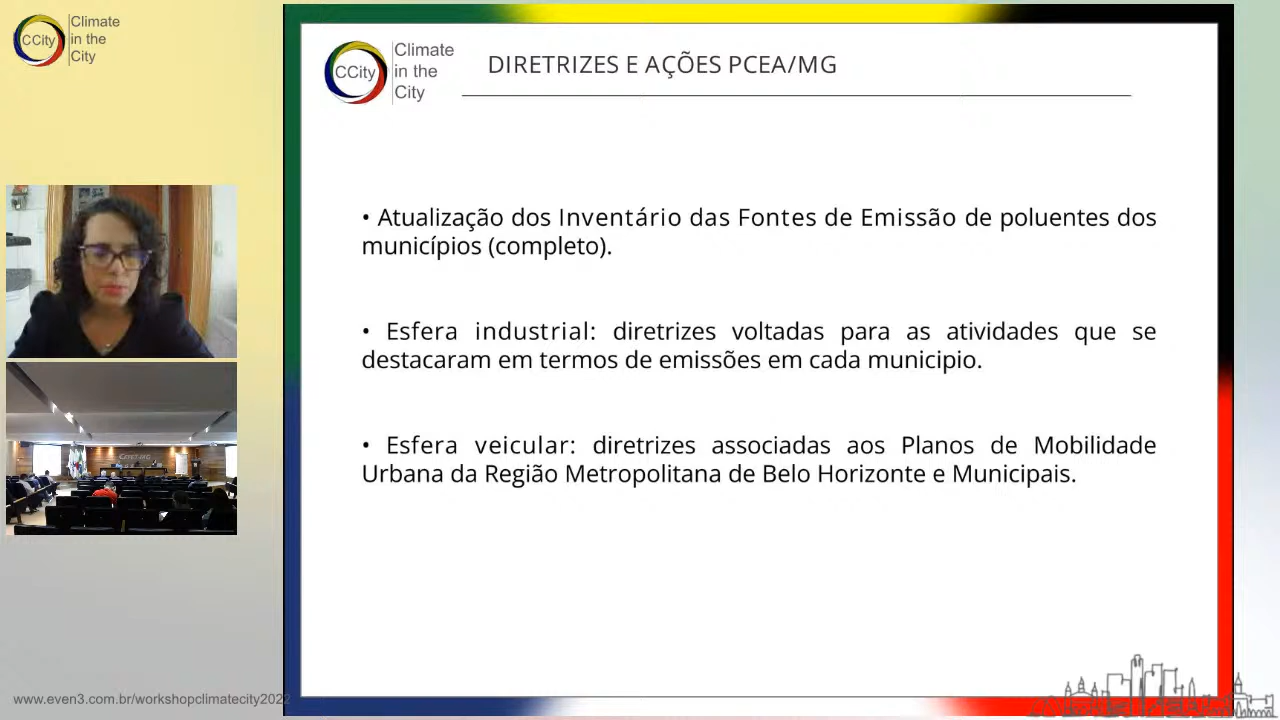 CCity
Climate
in the
City
CCity
Climate
in the
City
DIRETRIZES E AÇÕES PCEA/MG
• Atualização dos Inventário das Fontes de Emissão de poluentes dos
municípios (completo).
• Esfera industrial: diretrizes voltadas para as atividades que se
destacaram em termos de emissões em cada municipio.
• Esfera veicular: diretrizes associadas aos Planos de Mobilidade
Urbana da Região Metropolitana de Belo Horizonte e Municipais.
CEFET-MG
www.even3.com.br/workshopclimatecity2022